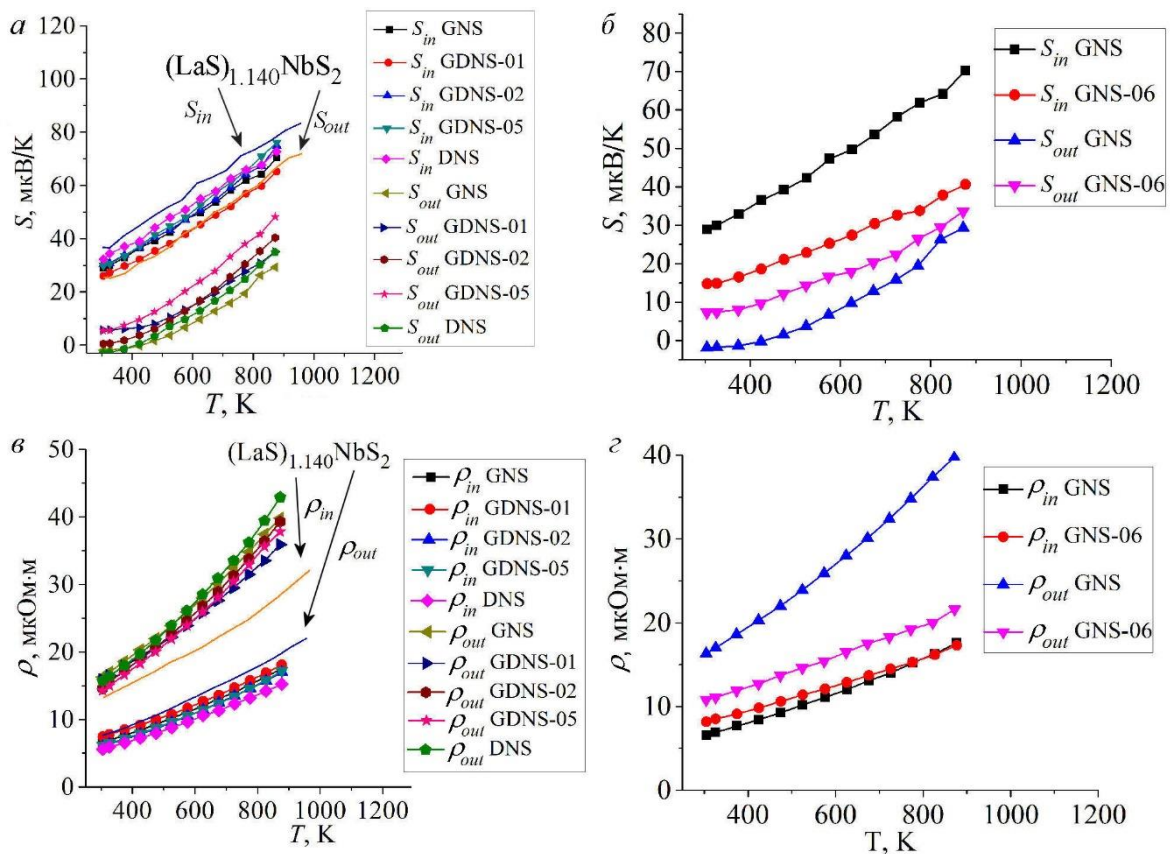 а
120
100
80
60
40
20
0
S, мкВ/К
400 600 800 1000 1200
T, K
(LaS)1.140NbS2
Sin
Sout
Sin GNS
Sin GDNS-01
Sin GDNS-02
Sin GDNS-05
Sin DNS
Sout GNS
Sout GDNS-01
Sout GDNS-02
Sout GDNS-05
Sout DNS
б
80
70
60
50
40
30
20
10
0
S, мкВ/К
400 600 800 1000 1200
T, K
Sin GNS
Sin GNS-06
Sout GNS
Sout GNS-06
в
50
40
30
20
10
0
ρ, мкОм·м
400 600 800 1000 1200
T, K
(LaS)1.140NbS2
ρin
ρout
ρin GNS
ρin GDNS-01
ρin GDNS-02
ρin GDNS-05
ρin DNS
ρout GNS
ρout GDNS-01
ρout GDNS-02
ρout GDNS-05
ρout DNS
г
40
30
20
10
0
ρ, мкОм·м
400 600 800 1000 1200
T, K
ρin GNS
ρin GNS-06
ρout GNS
ρout GNS-06